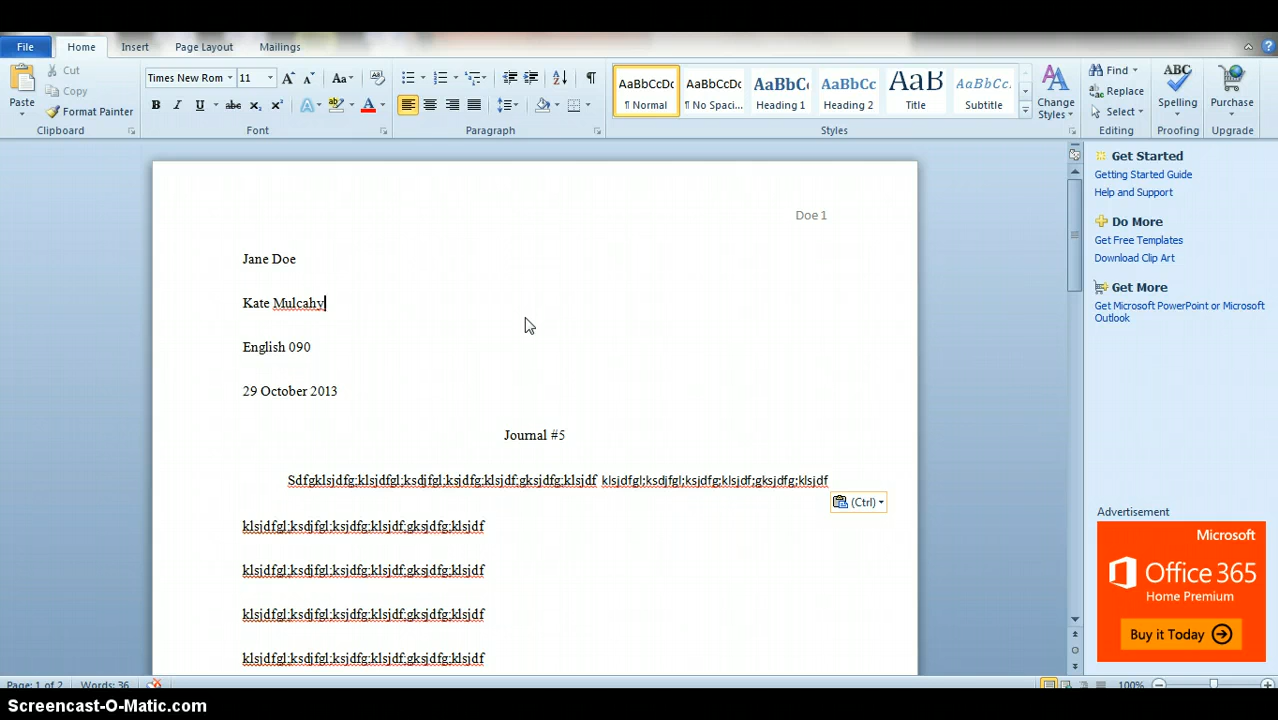 File Home Insert Page Layout Mailings
Cut
Copy
Format Painter
Paste
Clipboard
Times New Rom 11
Font
Paragraph
AaBbCcDc AaBbCcDc AaBbCc AaBbCc AaB AaBbCcDc
¶ Normal ¶ No Spaci... Heading 1 Heading 2 Title Subtitle
Change Styles
Styles
Find
Replace
Select
Editing
ABC
Spelling
Proofing
Purchase
Upgrade
Doe 1
Jane Doe
Kate Mulcahy
English 090
29 October 2013
Journal #5
Sdfgklsjdfg;klsjdfgl;ksdjfgl;ksjdfg;klsjdf;gksjdfg;klsjdf klsjdfgl;ksdjfgl;ksjdfg;klsjdf;gksjdfg;klsjdf
(Ctrl)
klsjdfgl;ksdjfgl;ksjdfg;klsjdf;gksjdfg;klsjdf
klsjdfgl;ksdjfgl;ksjdfg;klsjdf;gksjdfg;klsjdf
klsjdfgl;ksdjfgl;ksjdfg;klsjdf;gksjdfg;klsjdf
klsjdfgl;ksdjfgl;ksjdfg;klsjdf;gksjdfg;klsjdf
Get Started
Getting Started Guide
Help and Support
Do More
Get Free Templates
Download Clip Art
Get More
Get Microsoft PowerPoint or Microsoft
Outlook
Advertisement
Microsoft
Office 365
Home Premium
Buy it Today
Page: 1 of 2 Words: 36 100%
Screencast-O-Matic.com